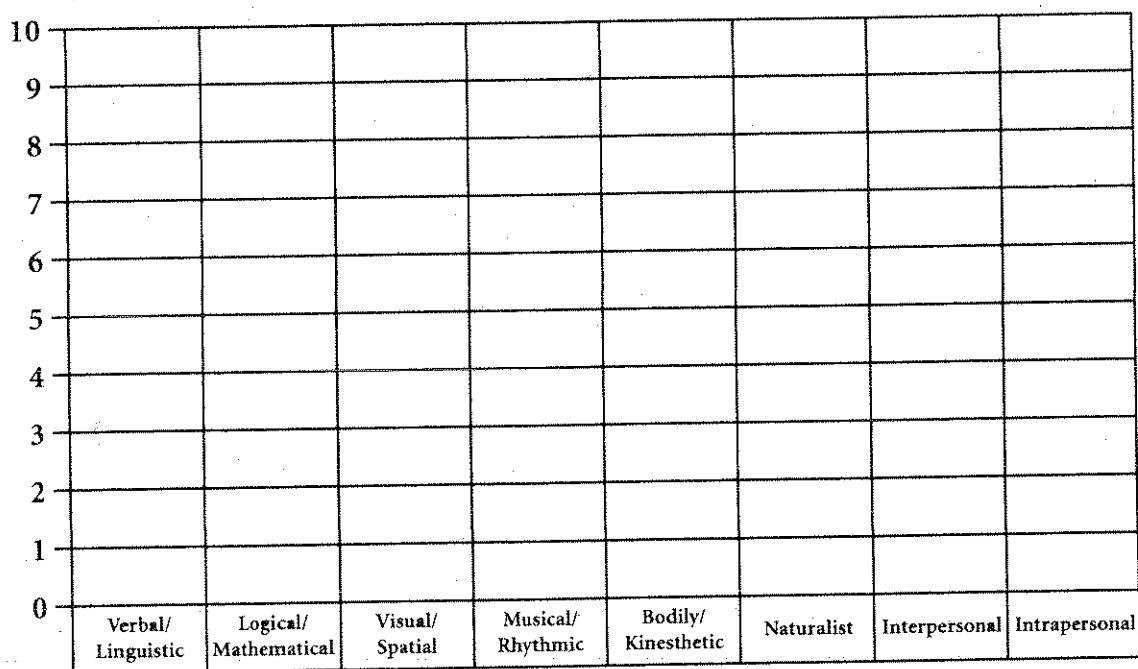 10
9
8
7
6
5
4
3
2
1
0
Verbal/
Linguistic
Logical/
Mathematical
Visual/
Spatial
Musical/
Rhythmic
Bodily/
Kinesthetic
Naturalist
Interpersonal
Intrapersonal